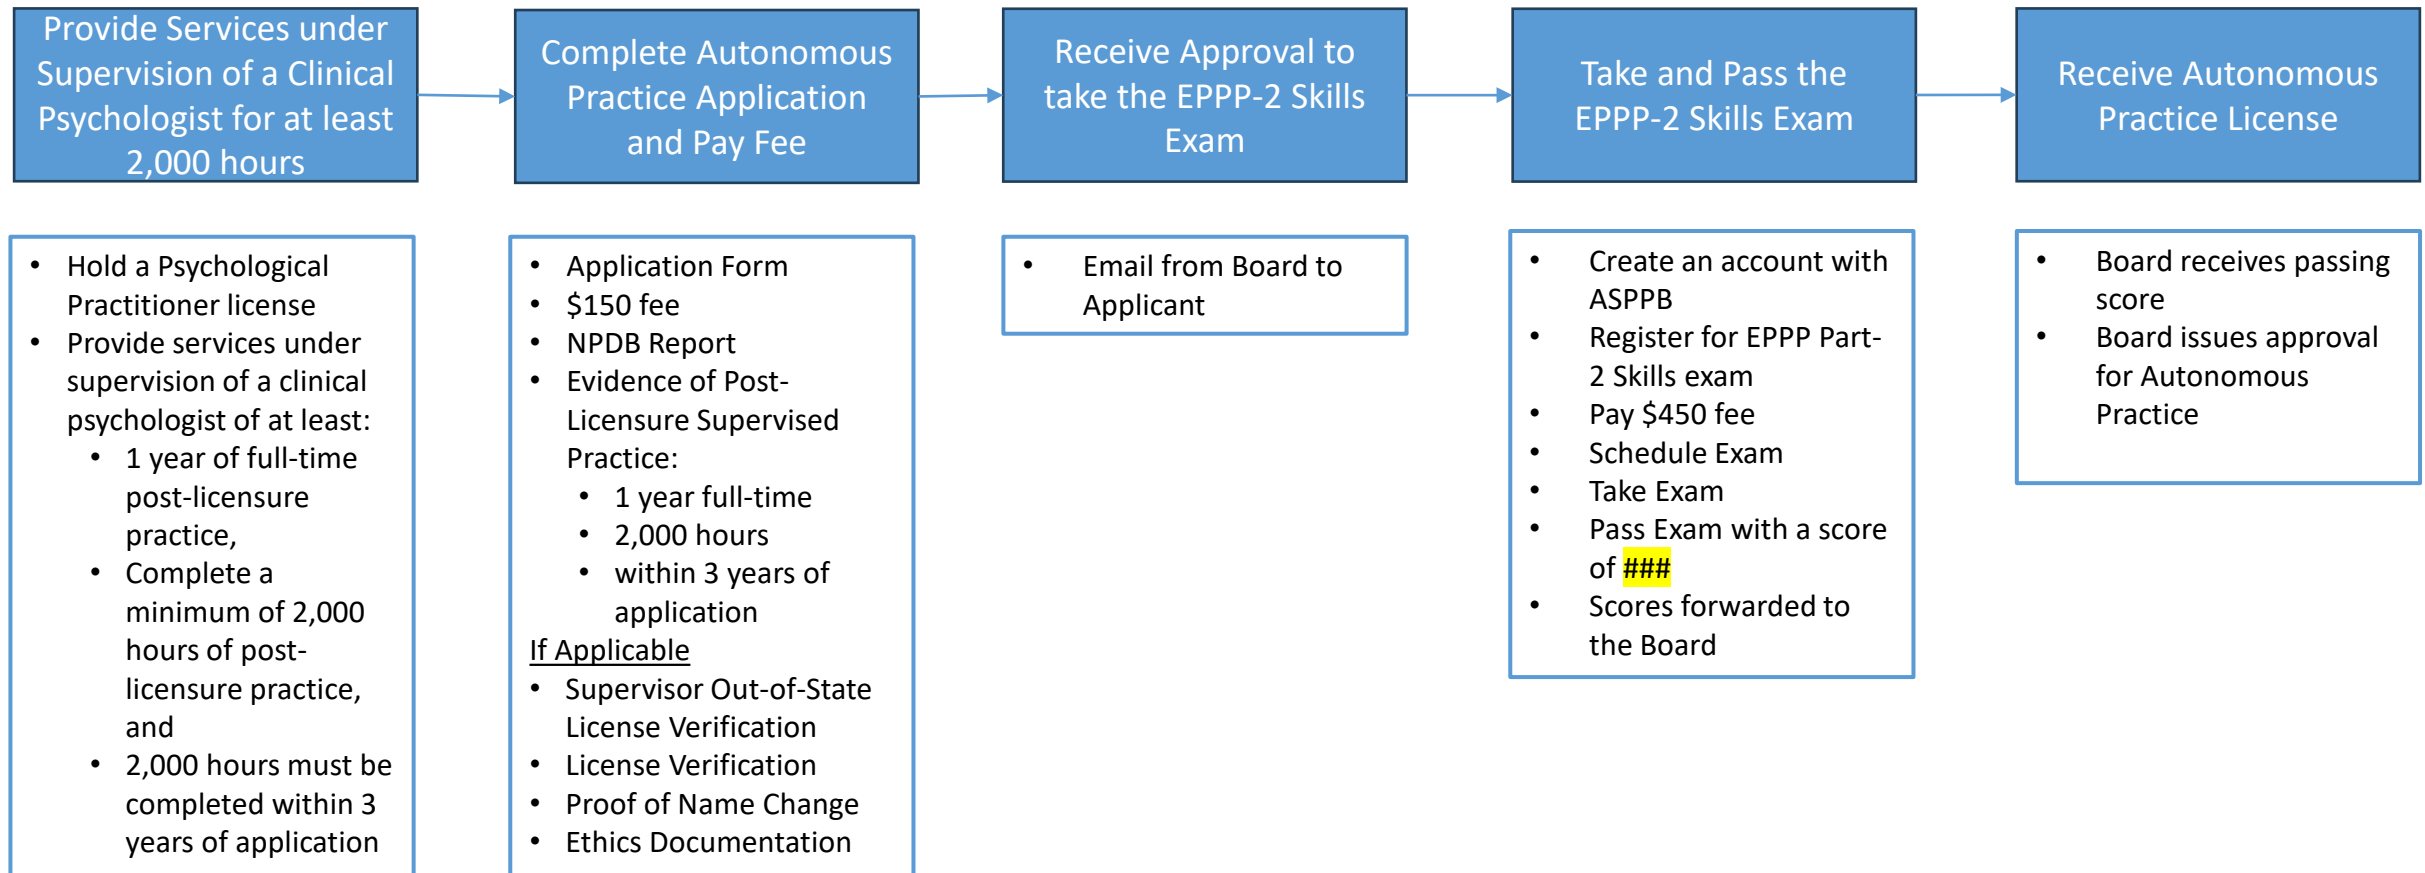 Provide Services under
Supervision of a Clinical
Psychologist for at least
2,000 hours
Complete Autonomous
Practice Application
and Pay Fee
Receive Approval to
take the EPPP-2 Skills
Exam
Take and Pass the
EPPP-2 Skills Exam
Receive Autonomous
Practice License
• Hold a Psychological
Practitioner license
• Provide services under
supervision of a clinical
psychologist of at least:
• 1 year of full-time
post-licensure
practice,
• Complete a
minimum of 2,000
hours of post-
licensure practice,
and
• 2,000 hours must be
completed within 3
years of application
• Application Form
• $150 fee
• NPDB Report
• Evidence of Post-
Licensure Supervised
Practice:
• 1 year full-time
• 2,000 hours
• within 3 years of
application
If Applicable
• Supervisor Out-of-State
License Verification
• License Verification
• Proof of Name Change
• Ethics Documentation
• Email from Board to
Applicant
• Create an account with
ASPPB
• Register for EPPP Part-
2 Skills exam
• Pay $450 fee
• Schedule Exam
• Take Exam
• Pass Exam with a score
of ###
• Scores forwarded to
the Board
• Board receives passing
score
• Board issues approval
for Autonomous
Practice